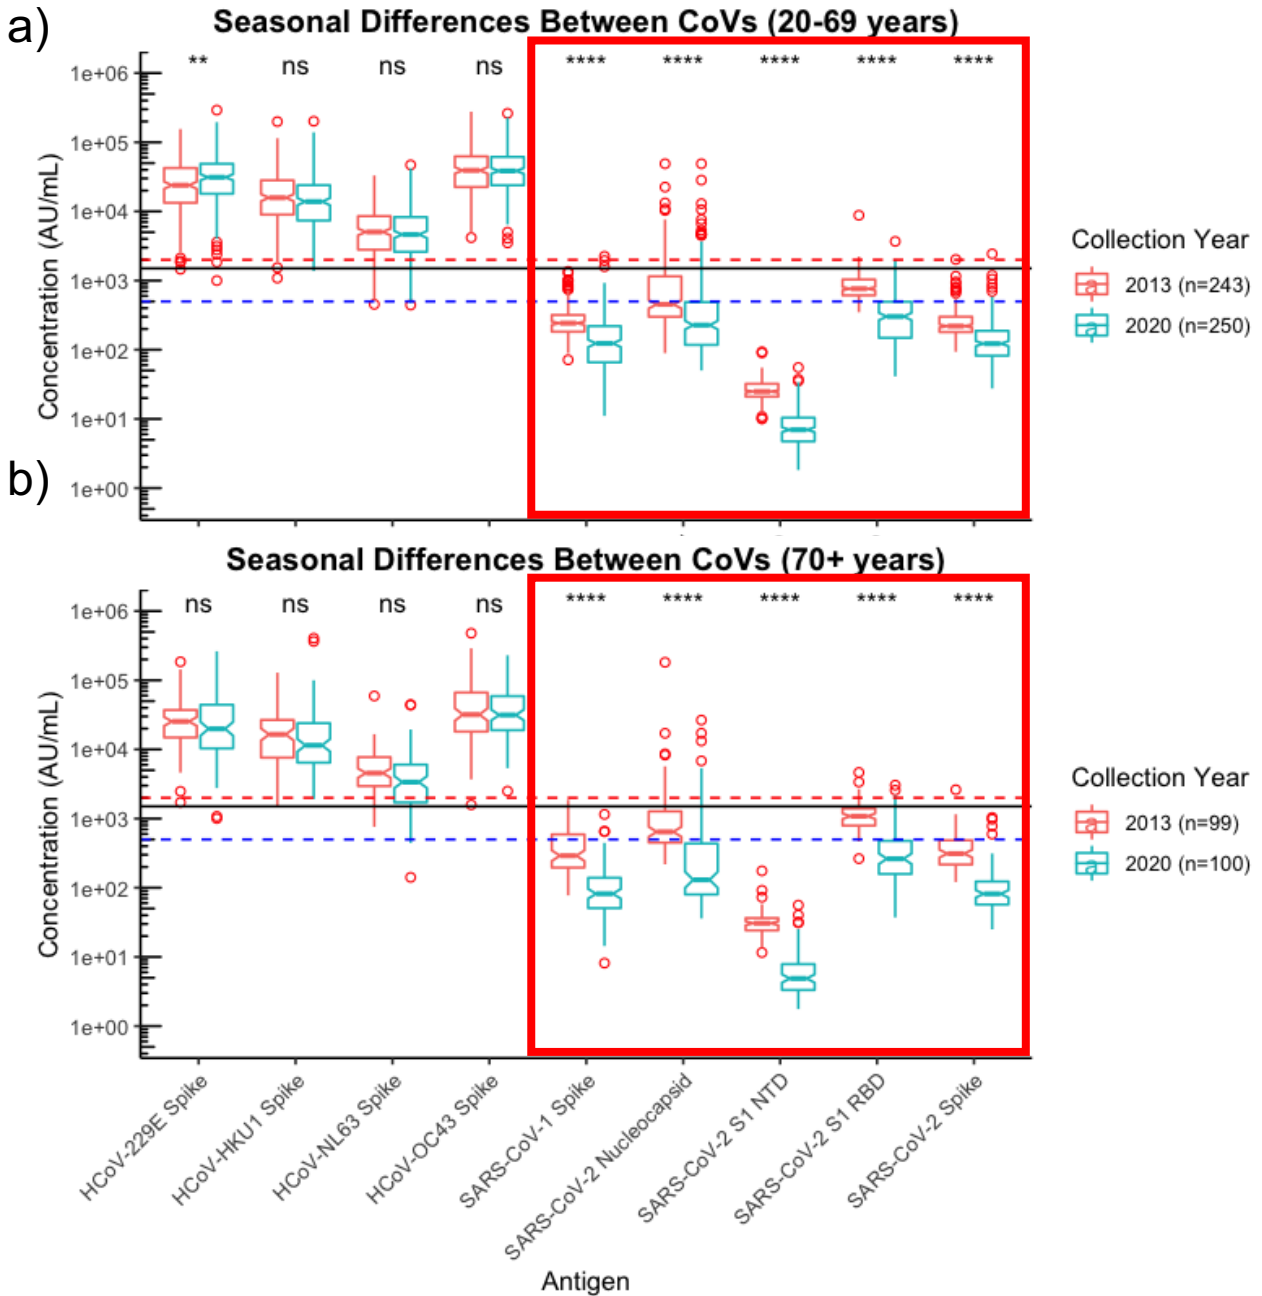 a)
Seasonal Differences Between CoVs (20-69 years)
** ns ns ns **** **** **** **** ****
1e+06
1e+05
1e+04
1e+03
1e+02
1e+01
1e+00
Concentration (AU/mL)
Collection Year
2013 (n=243)
2020 (n=250)
b)
Seasonal Differences Between CoVs (70+ years)
ns ns ns ns **** **** **** **** ****
1e+06
1e+05
1e+04
1e+03
1e+02
1e+01
1e+00
Concentration (AU/mL)
Collection Year
2013 (n=99)
2020 (n=100)
HCoV-229E Spike
HCoV-HKU1 Spike
HCoV-NL63 Spike
HCoV-OC43 Spike
SARS-CoV-1 Spike
SARS-CoV-2 Nucleocapsid
SARS-CoV-2 S1 NTD
SARS-CoV-2 S1 RBD
SARS-CoV-2 Spike
Antigen